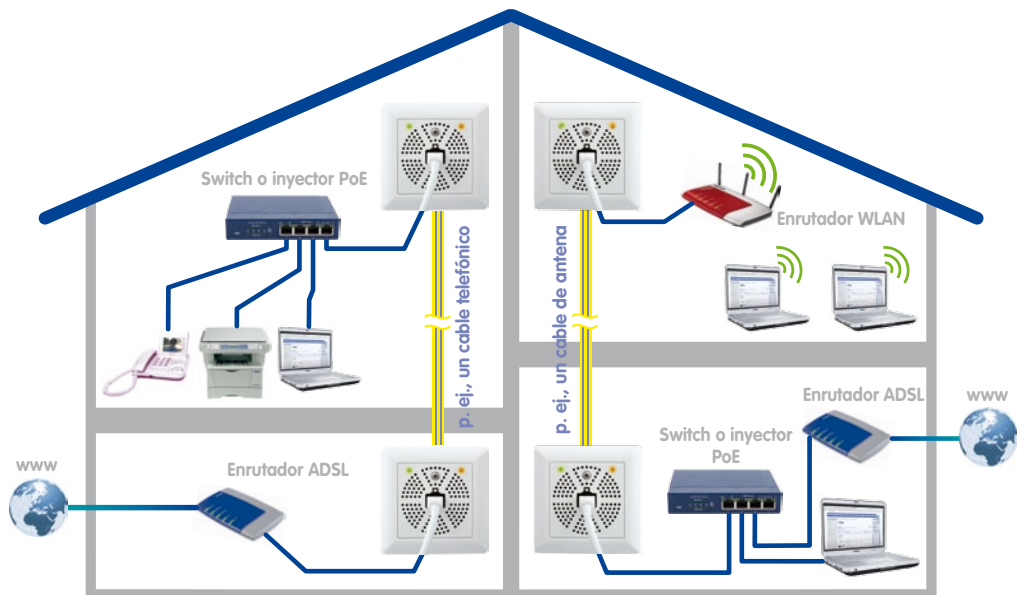 Switch o inyector PoE
Enrutador WLAN
p. ej., un cable telefónico
p. ej., un cable de antena
Enrutador ADSL
www
Switch o inyector
PoE
www
Enrutador ADSL